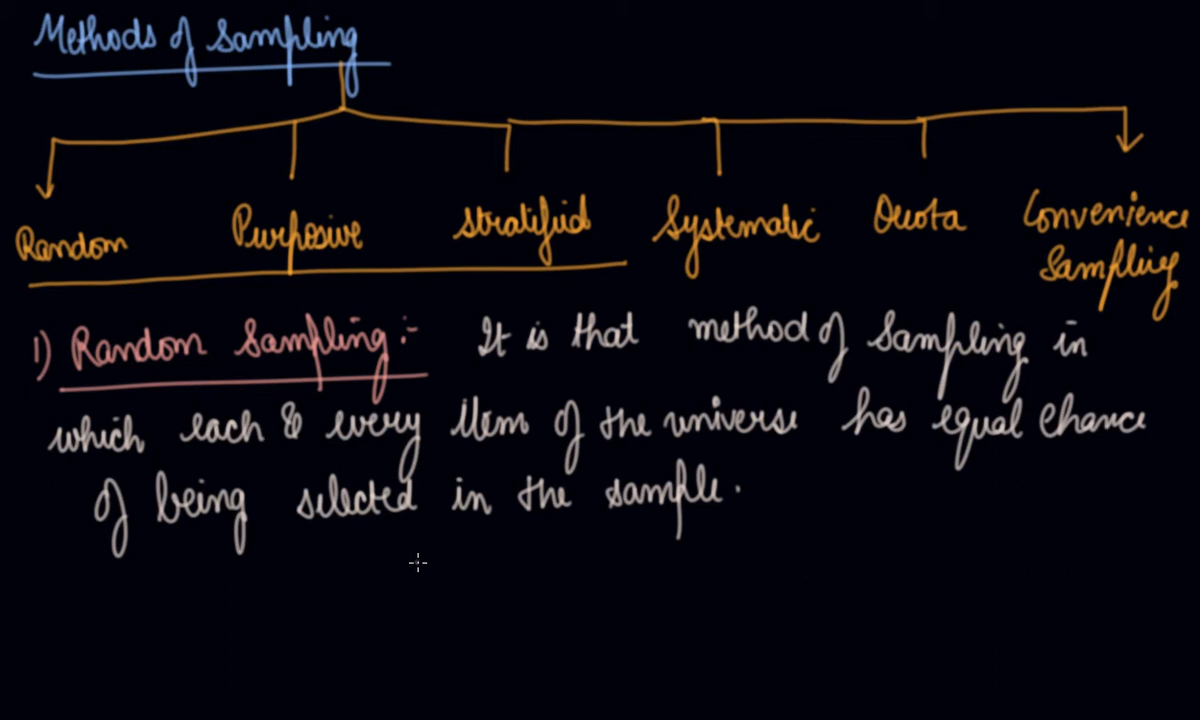 Methods of Sampling
Random Purposive Stratified Systematic Quota Convenience
Sampling
1) Random Sampling :- It is that method of Sampling in
which each & every item of the universe has equal chance
of being selected in the sample.